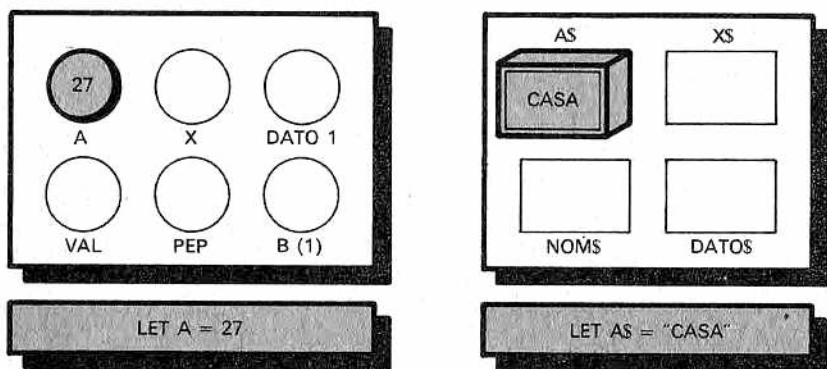 27
A X DATO 1
VAL PEP B (1)
LET A = 27
A$ X$
CASA
NOM$ DATO$
LET A$ = "CASA"